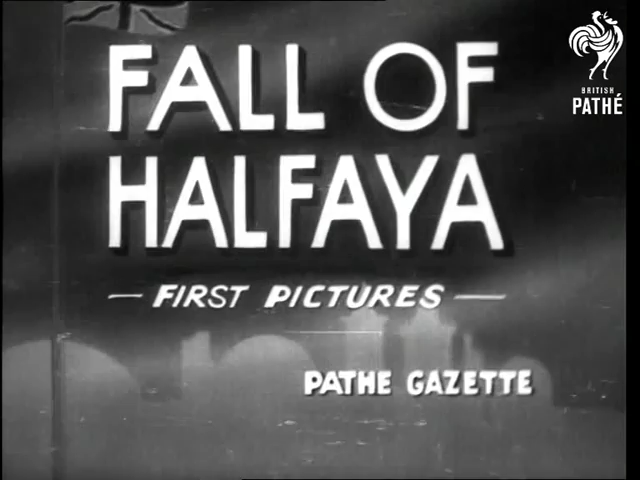 FALL OF
HALFAYA
— FIRST PICTURES —
PATHE GAZETTE
BRITISH
PATHÉ